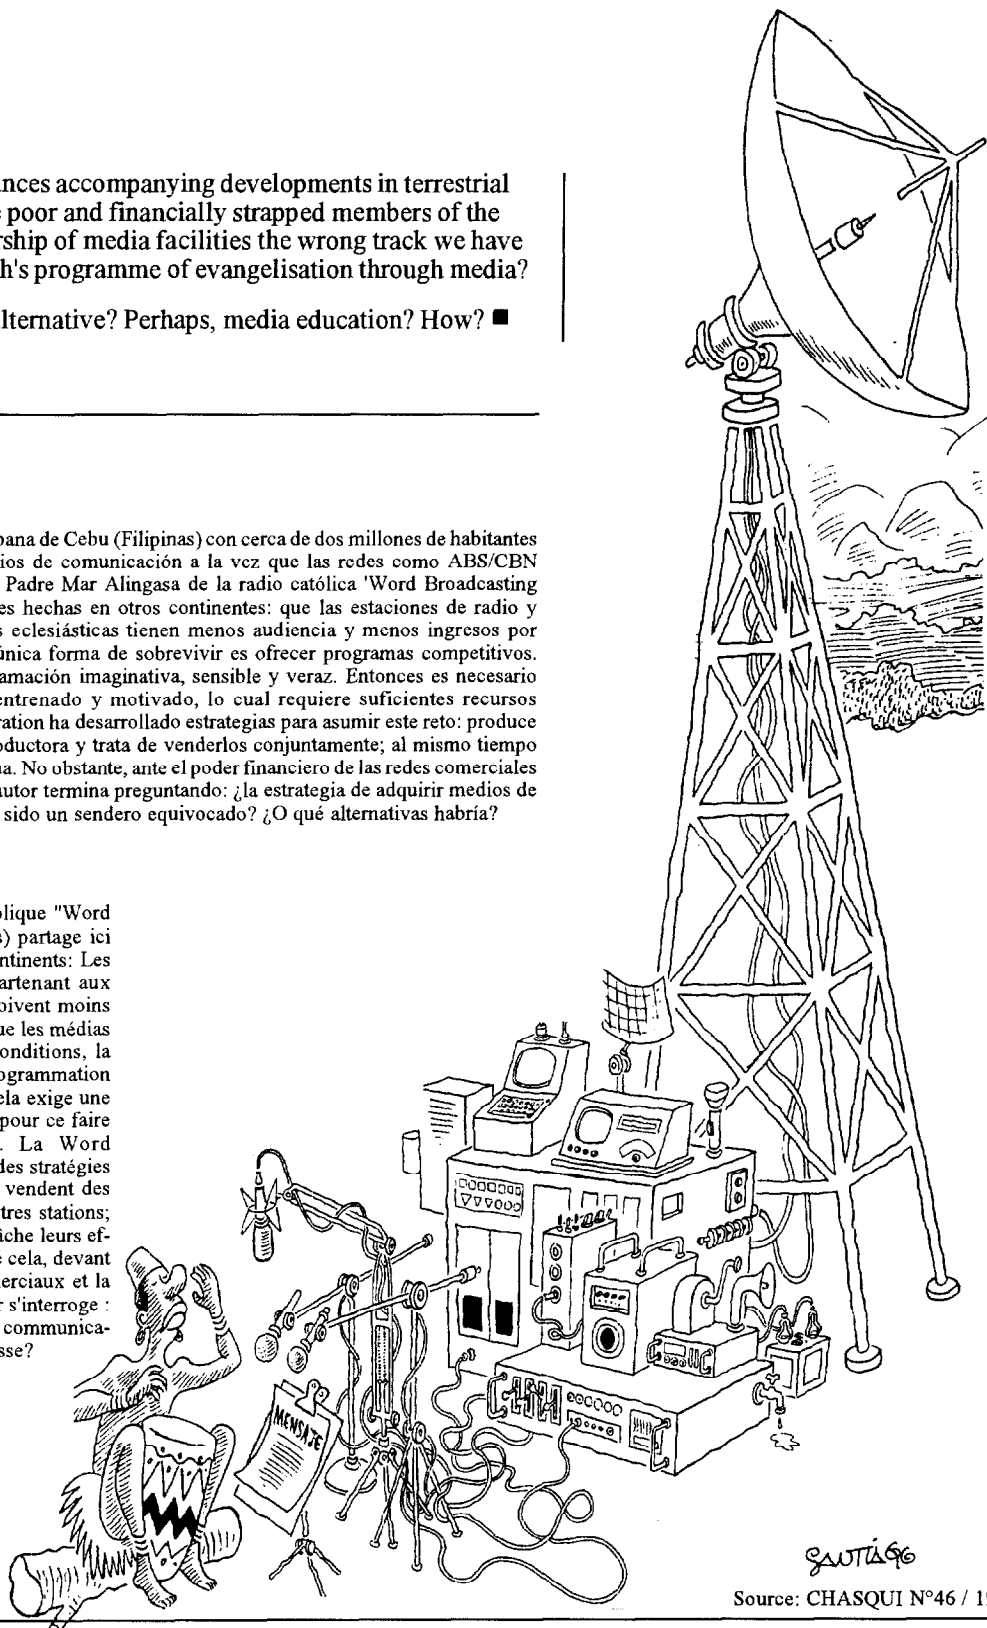 nces accompanying developments in terrestrial
poor and financially strapped members of the
rship of media facilities the wrong track we have
h's programme of evangelisation through media?
lternative? Perhaps, media education? How? ■
bana de Cebu (Filipinas) con cerca de dos millones de habitantes
ios de comunicación a la vez que las redes como ABS/CBN
Padre Mar Alingasa de la radio católica 'Word Broadcasting
es hechas en otros continentes: que las estaciones de radio y
s eclesiásticas tienen menos audiencia y menos ingresos por
única forma de sobrevivir es ofrecer programas competitivos.
amación imaginativa, sensible y veraz. Entonces es necesario
entrenado y motivado, lo cual requiere suficientes recursos
ration ha desarrollado estrategias para asumir este reto: produce
oductora y trata de venderlos conjuntamente; al mismo tiempo
na. No obstante, ante el poder financiero de las redes comerciales
autor termina preguntando: ¿la estrategia de adquirir medios de
sido un sendero equivocado? ¿O qué alternativas habría?
olique "Word
s) partage ici
ntinents: Les
artenant aux
oivent moins
ue les médias
onditions, la
ogrammation
ela exige une
pour ce faire
. La Word
des stratégies
vendent des
tres stations;
iche leurs ef-
é cela, devant
erciaux et la
r s'interroge :
communica-
sse?
MENSAJE
Source: CHASQUI N°46 / 1